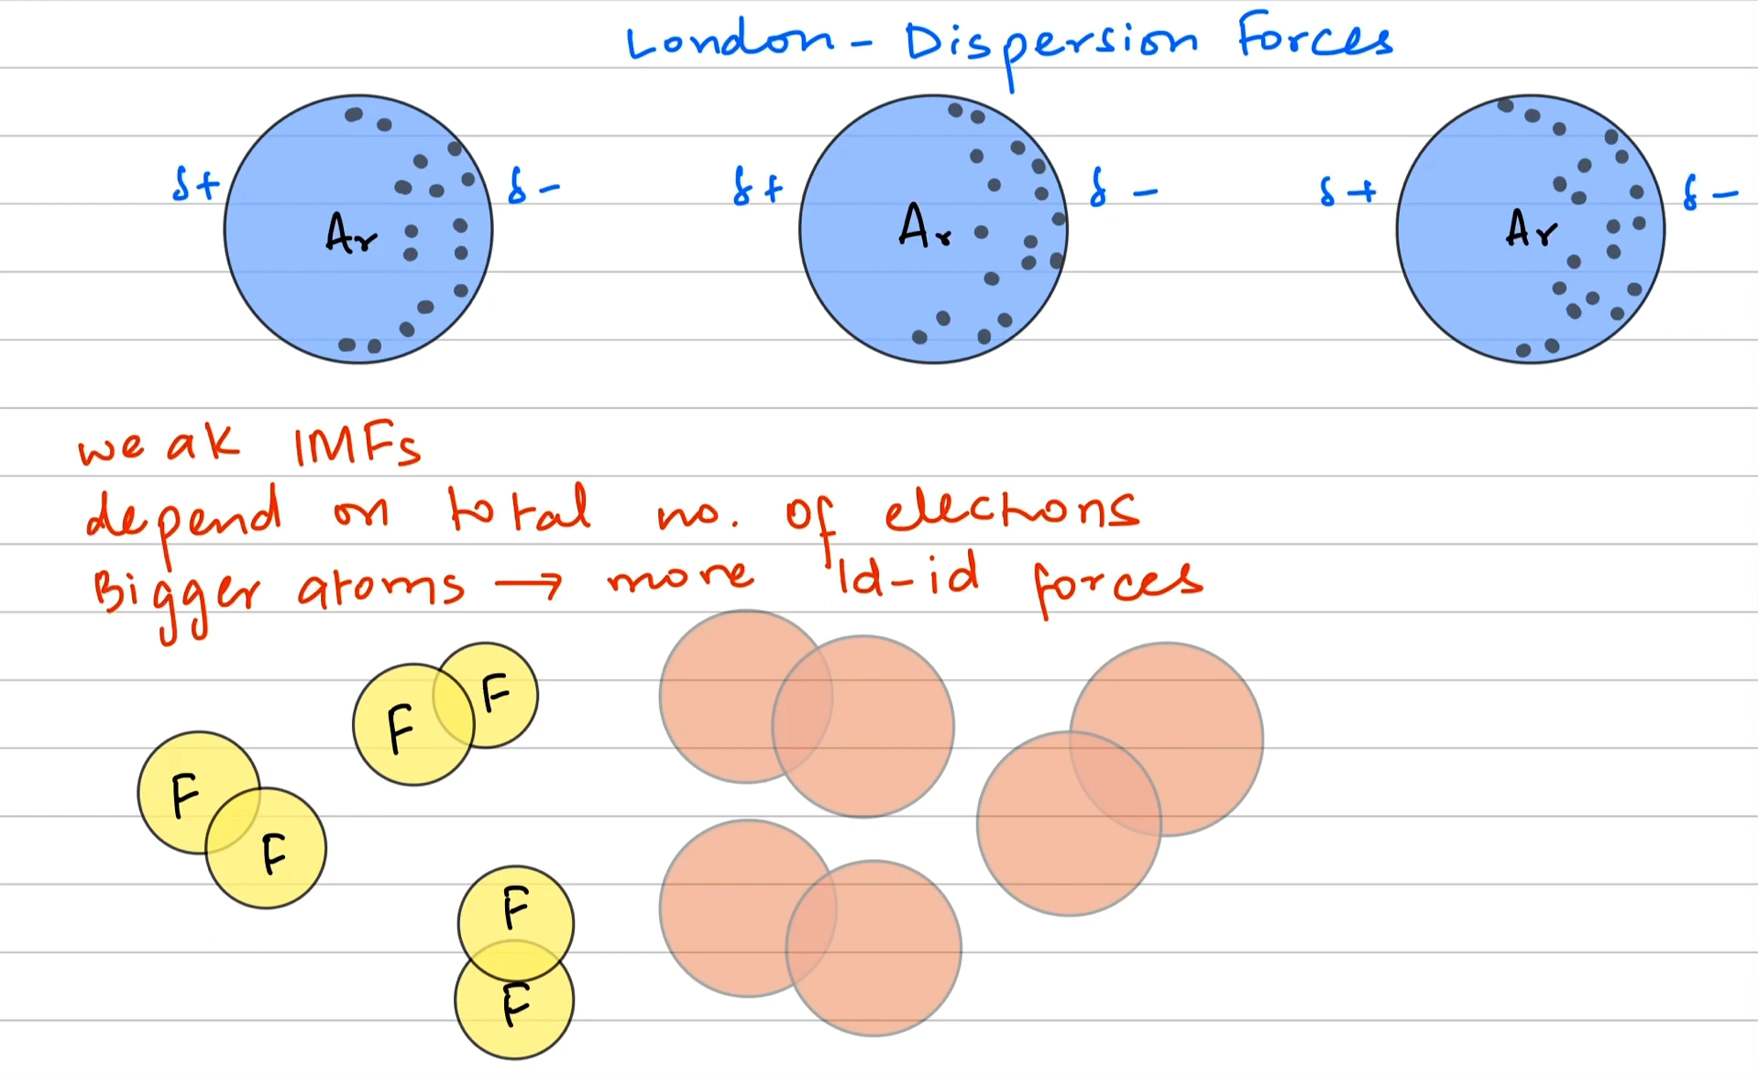 London - Dispersion Forces
δ+ Ar δ- δ+ Ar δ- δ+ Ar δ-
weak IMFs
depend on total no. of electrons
Bigger atoms → more Id-id forces
F F
F F
F
F